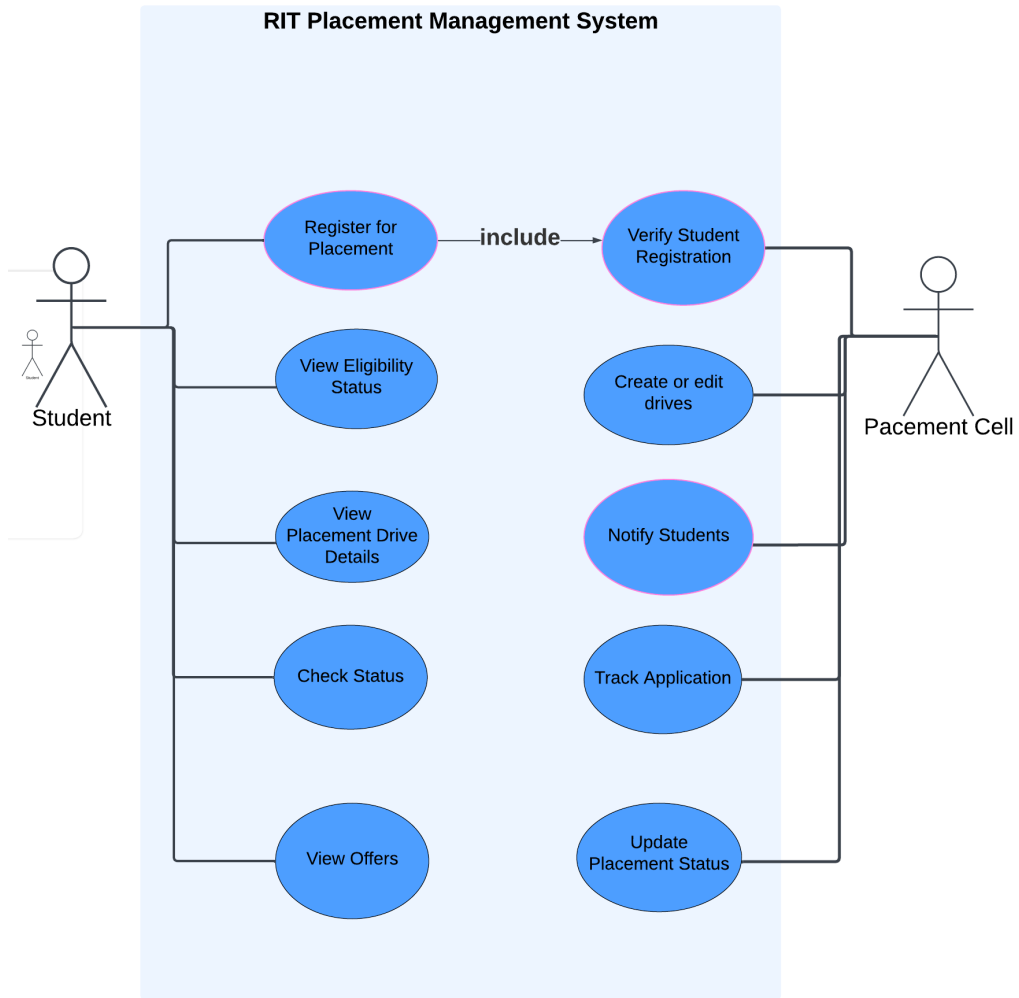 RIT Placement Management System
Register for
Placement
include
Verify Student
Registration
View Eligibility
Status
Create or edit
drives
Student
Student
Pacement Cell
View
Placement Drive
Details
Notify Students
Check Status
Track Application
View Offers
Update
Placement Status